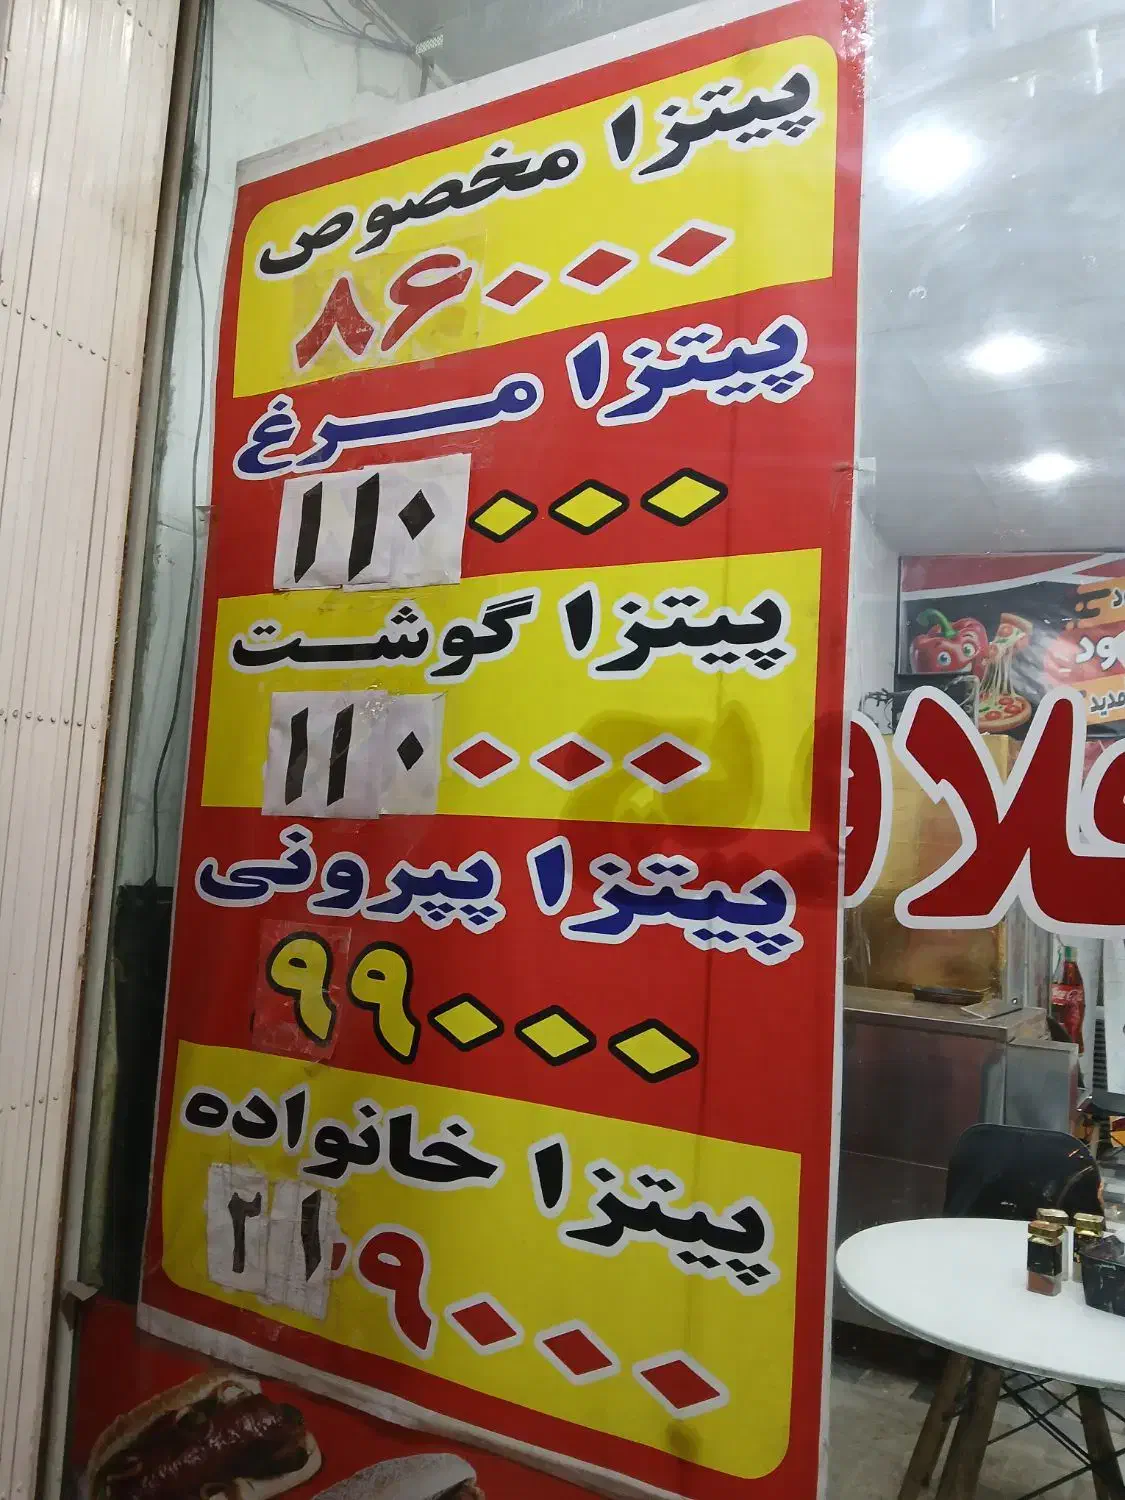 پیتزا مخصوص
۸۶۰۰۰
پیتزا مرغ
۱۱۰۰۰۰
پیتزا گوشت
۱۱۰۰۰۰
پیتزا پپرونی
۹۹۰۰۰
پیتزا خانواده
۲۱۹۰۰۰